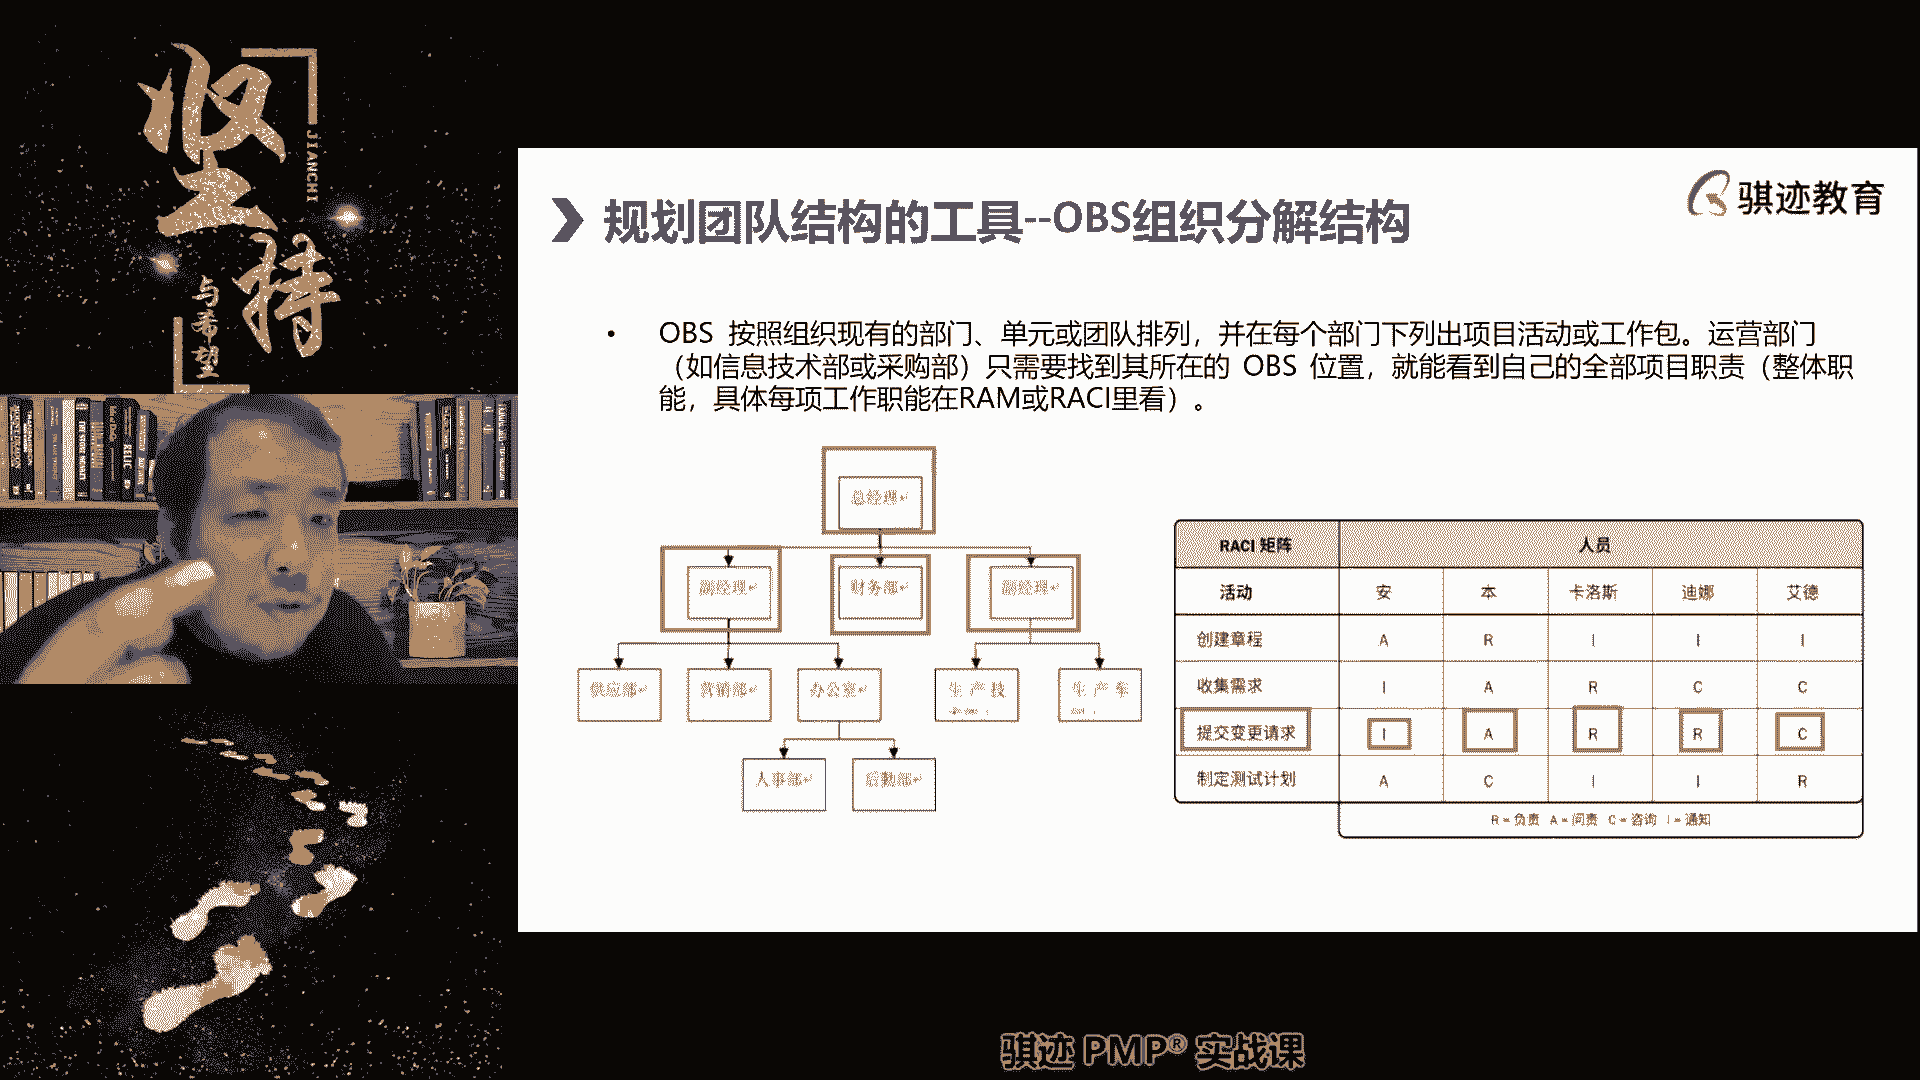 坚
持
JIANCHI
与
希
望
骐迹教育
规划团队结构的工具--OBS组织分解结构
• OBS 按照组织现有的部门、单元或团队排列，并在每个部门下列出项目活动或工作包。运营部门
（如信息技术部或采购部）只需要找到其所在的 OBS 位置，就能看到自己的全部项目职责（整体职
能，具体每项工作职能在RAM或RACI里看）。
总经理
副经理 财务部 副经理
供应部 营销部 办公室 生 产 技 生 产 车
人事部 后勤部
RACI 矩阵 人员
活动 安 本 卡洛斯 迪娜 艾德
创建章程 A R I I I
收集需求 I A R C C
提交变更请求 I A R R C
制定测试计划 A C I I R
R = 负责 A = 问责 C = 咨询 I = 通知
骐迹 PMP® 实战课